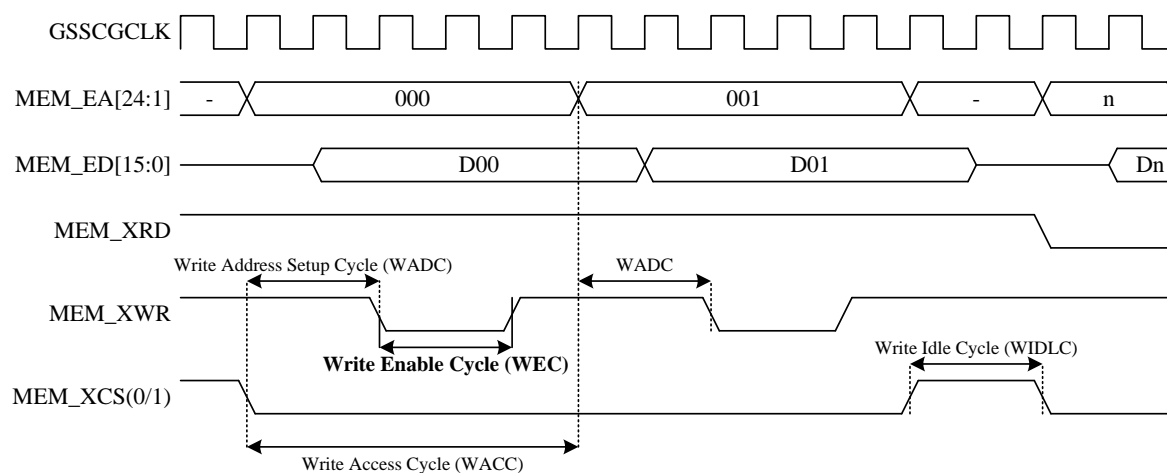 GSSCGCLK
MEM_EA[24:1] - 000 001 - n
MEM_ED[15:0] D00 D01 Dn
MEM_XRD
Write Address Setup Cycle (WADC) WADC
MEM_XWR
Write Enable Cycle (WEC) Write Idle Cycle (WIDLC)
MEM_XCS(0/1)
Write Access Cycle (WACC)